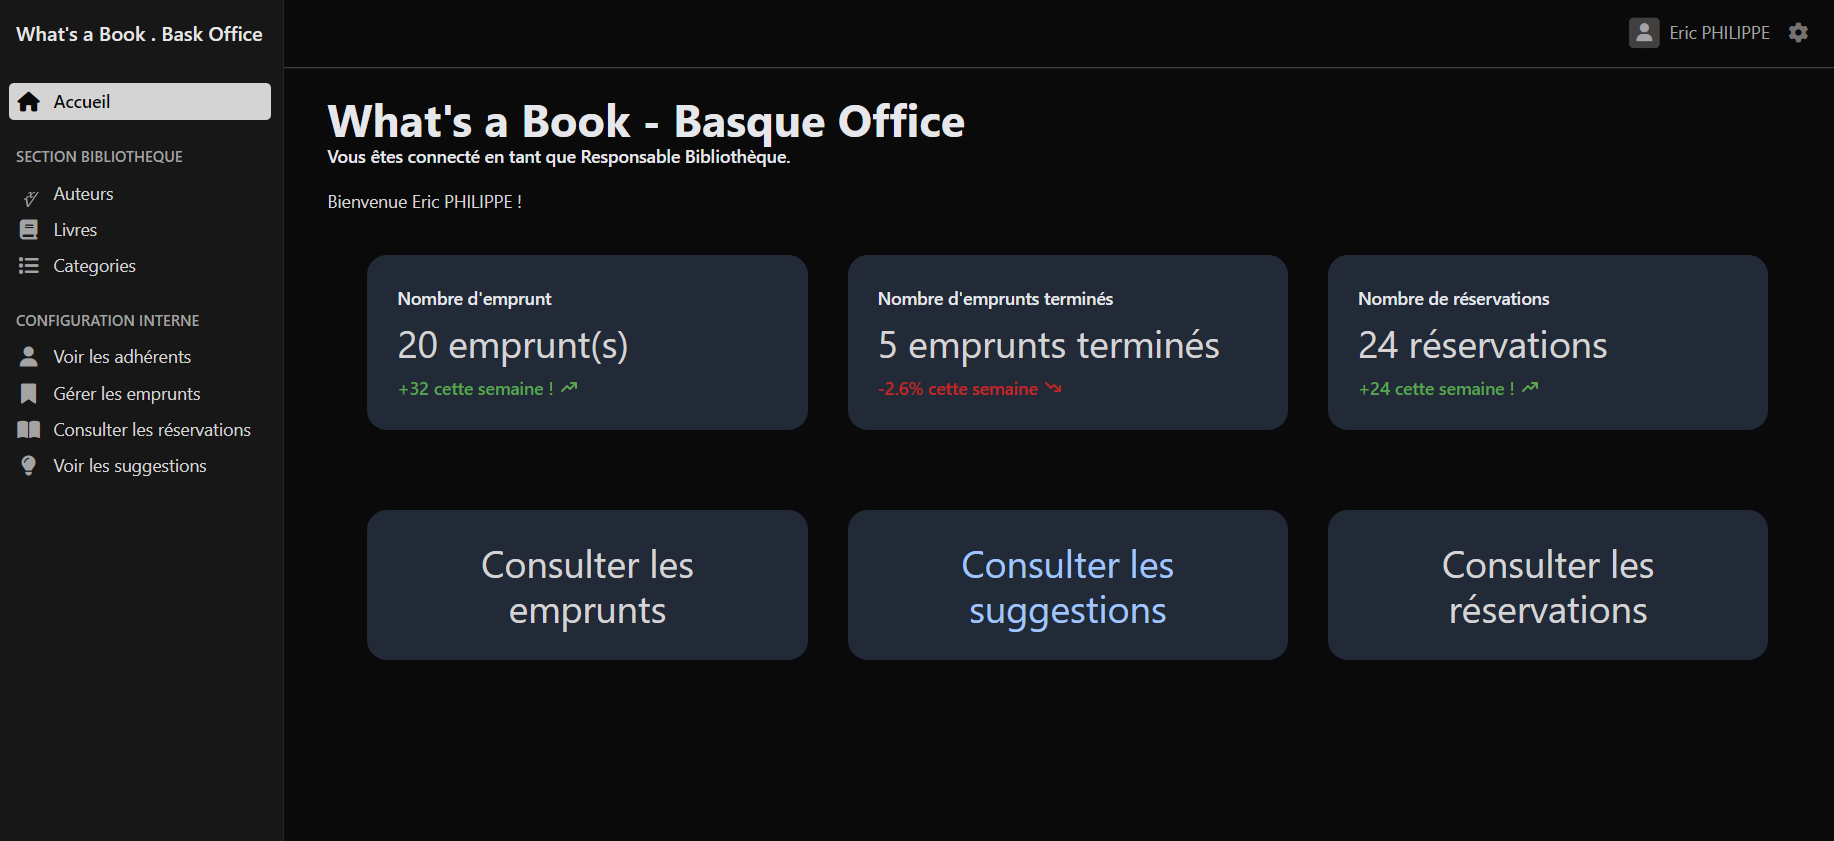 What's a Book . Bask Office
Eric PHILIPPE
Accueil
SECTION BIBLIOTHEQUE
Auteurs
Livres
Categories
CONFIGURATION INTERNE
Voir les adhérents
Gérer les emprunts
Consulter les réservations
Voir les suggestions
What's a Book - Basque Office
Vous êtes connecté en tant que Responsable Bibliothèque.
Bienvenue Eric PHILIPPE !
Nombre d'emprunt
20 emprunt(s)
+32 cette semaine !
Nombre d'emprunts terminés
5 emprunts terminés
-2.6% cette semaine
Nombre de réservations
24 réservations
+24 cette semaine !
Consulter les
emprunts
Consulter les
suggestions
Consulter les
réservations